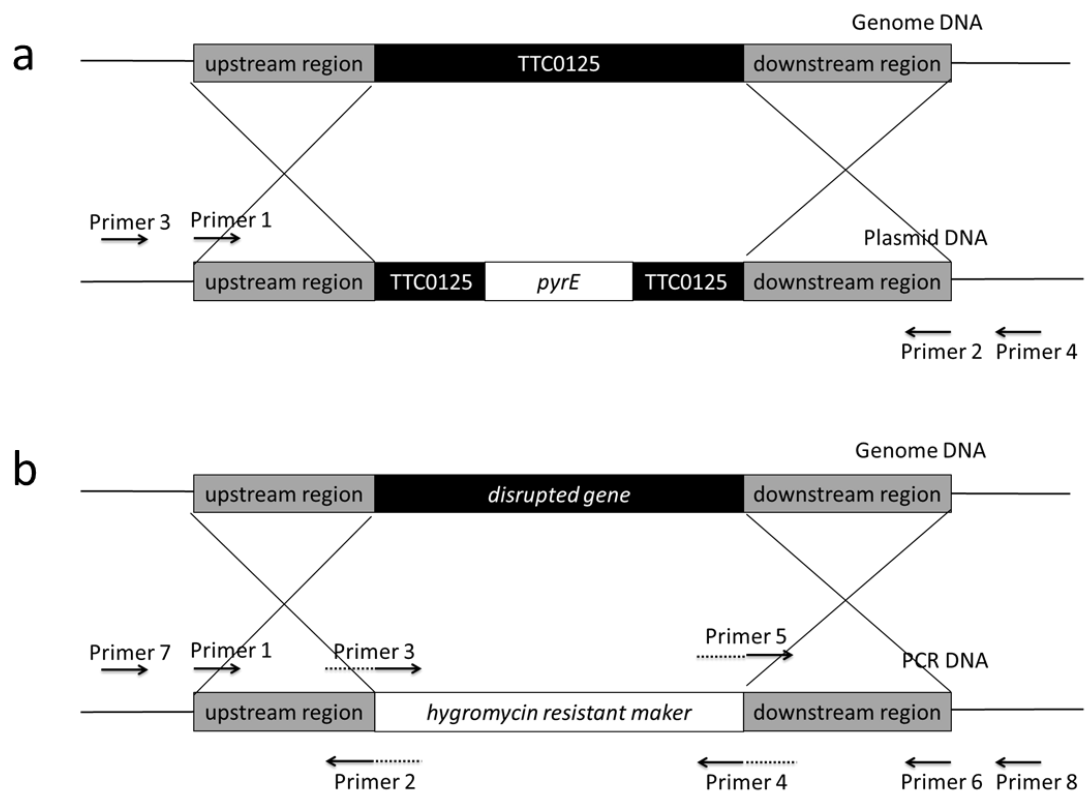 a
Genome DNA
upstream region TTC0125 downstream region
Primer 3 Primer 1
Plasmid DNA
upstream region TTC0125 pyrE TTC0125 downstream region
Primer 2 Primer 4
b
Genome DNA
upstream region disrupted gene downstream region
Primer 7 Primer 1 Primer 3 Primer 5
PCR DNA
upstream region hygromycin resistant maker downstream region
Primer 2 Primer 4 Primer 6 Primer 8